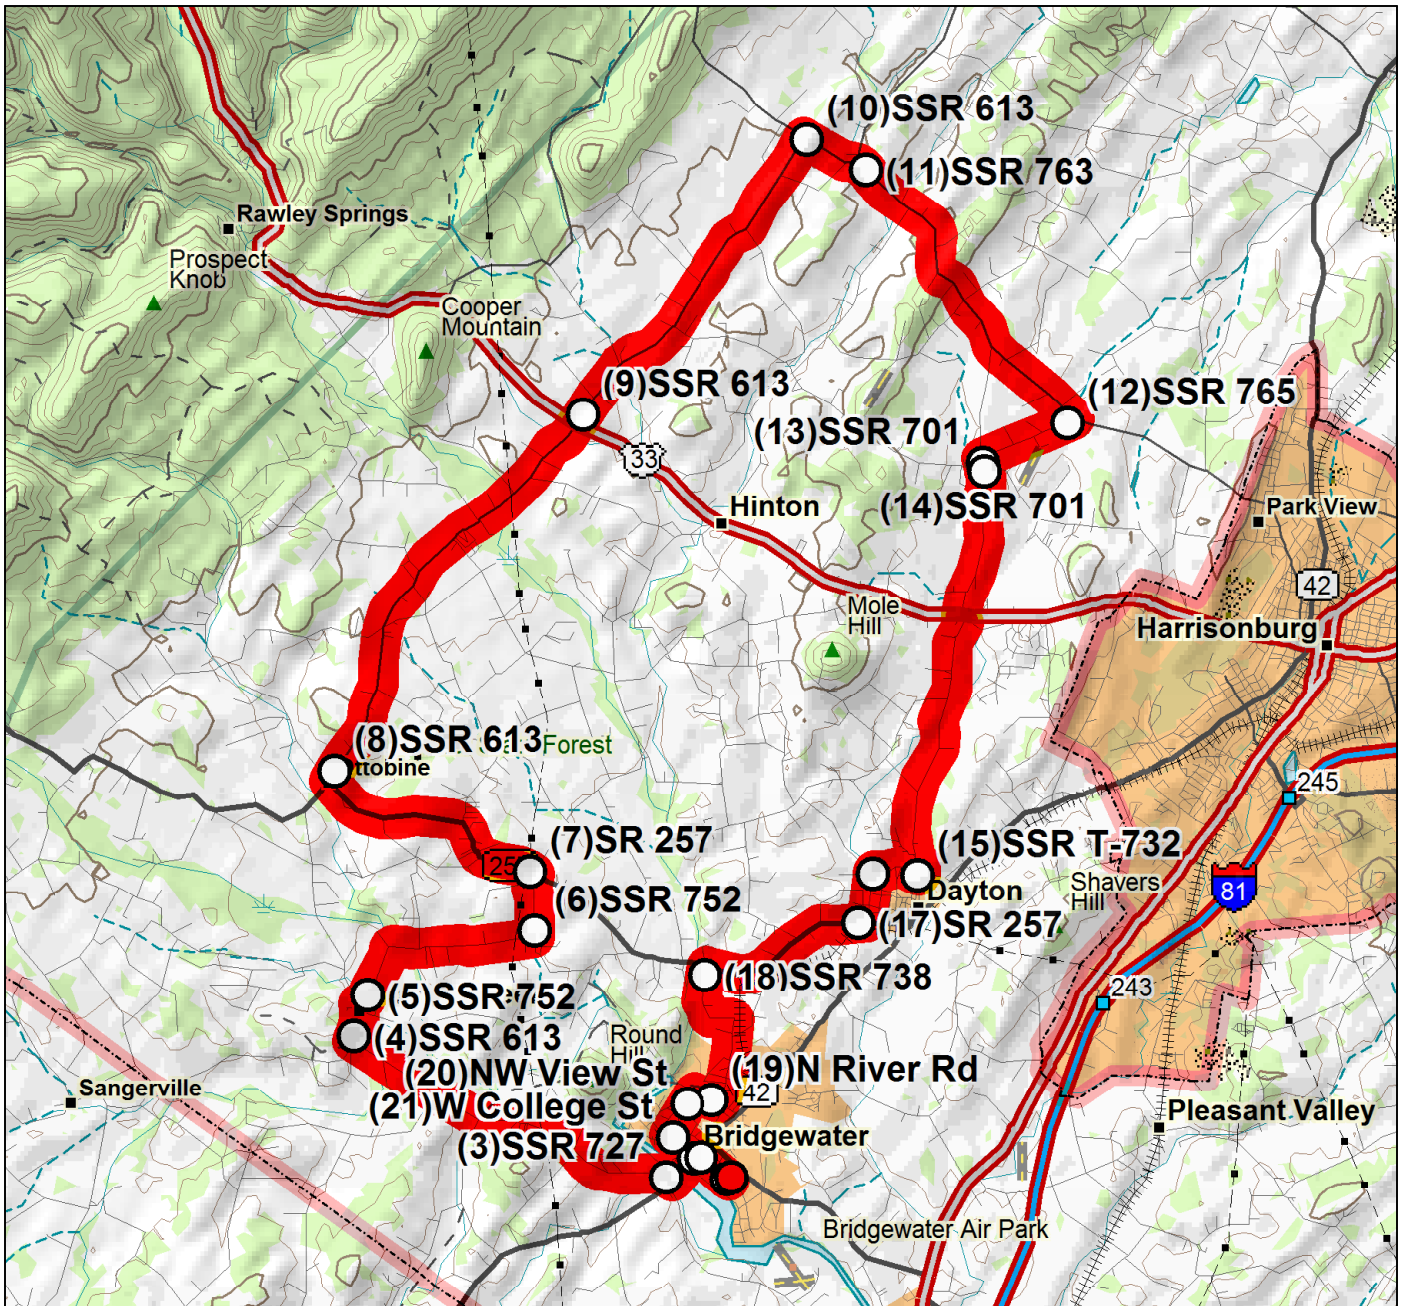 (10)SSR 613
(11)SSR 763
Rawley Springs
Prospect
Knob
Cooper
Mountain
(9)SSR 613
(12)SSR 765
(13)SSR 701
33
Hinton
(14)SSR 701
Park View
42
Mole
Hill
Harrisonburg
(8)SSR 613
Forest
ttobine
245
(7)SR 257
25
(15)SSR T-732
81
Dayton
Shavers
Hill
(6)SSR 752
(17)SR 257
(18)SSR 738
(5)SSR 752
243
(4)SSR 613
Round
Hill
(20)NW View St
(19)N River Rd
42
Sangerville
(21)W College St
Pleasant Valley
(3)SSR 727
Bridgewater
Bridgewater Air Park